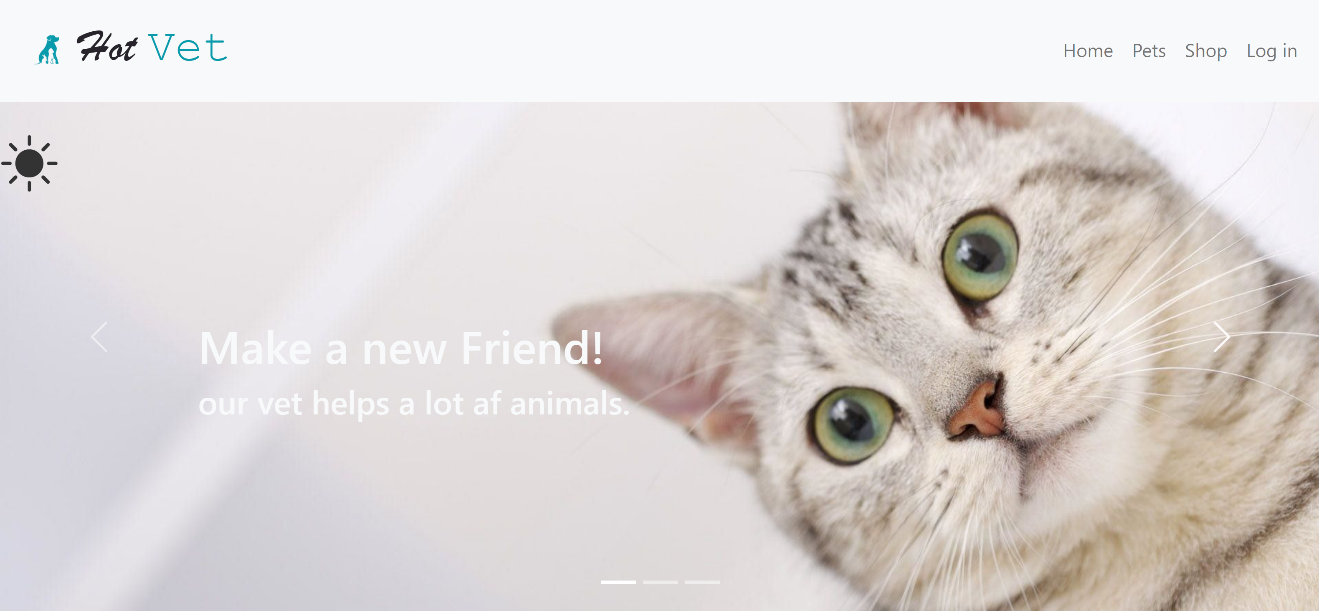 Hot Vet
Home Pets Shop Log in
Make a new Friend!
our vet helps a lot af animals.